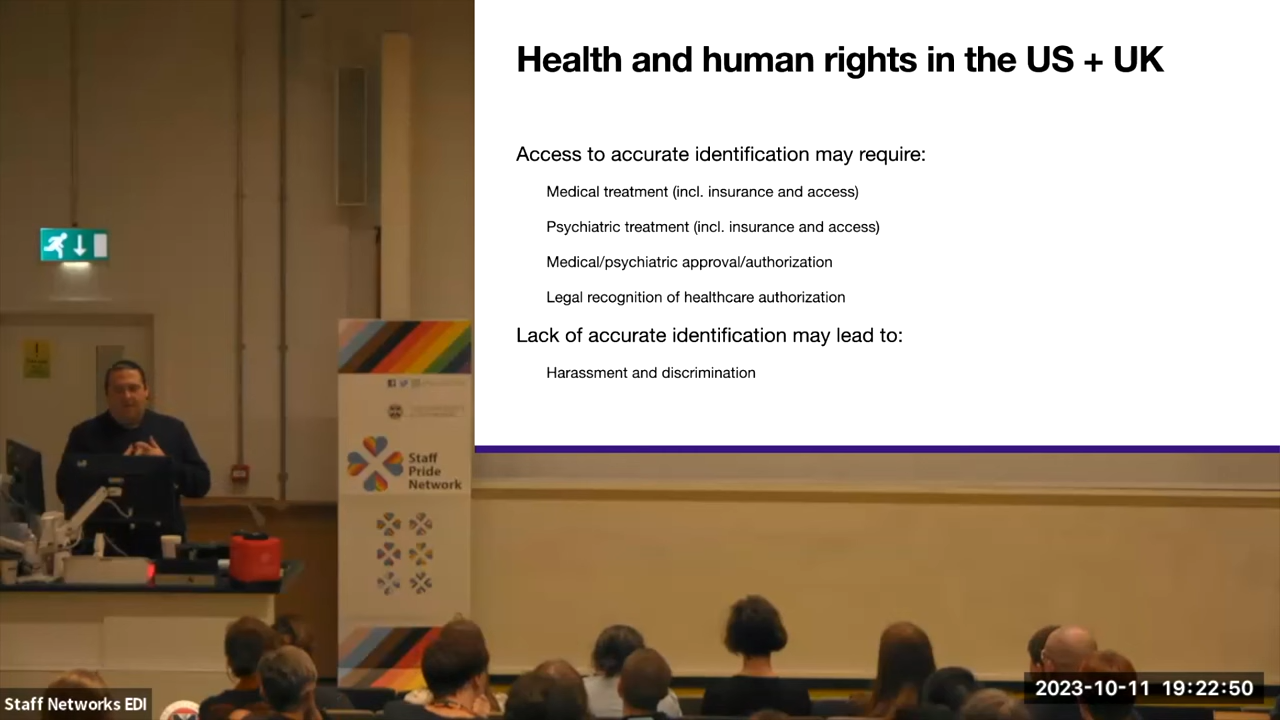 Health and human rights in the US + UK
Access to accurate identification may require:
Medical treatment (incl. insurance and access)
Psychiatric treatment (incl. insurance and access)
Medical/psychiatric approval/authorization
Legal recognition of healthcare authorization
Lack of accurate identification may lead to:
Harassment and discrimination
Staff
Pride
Network
Staff Networks EDI
2023-10-11 19:22:50